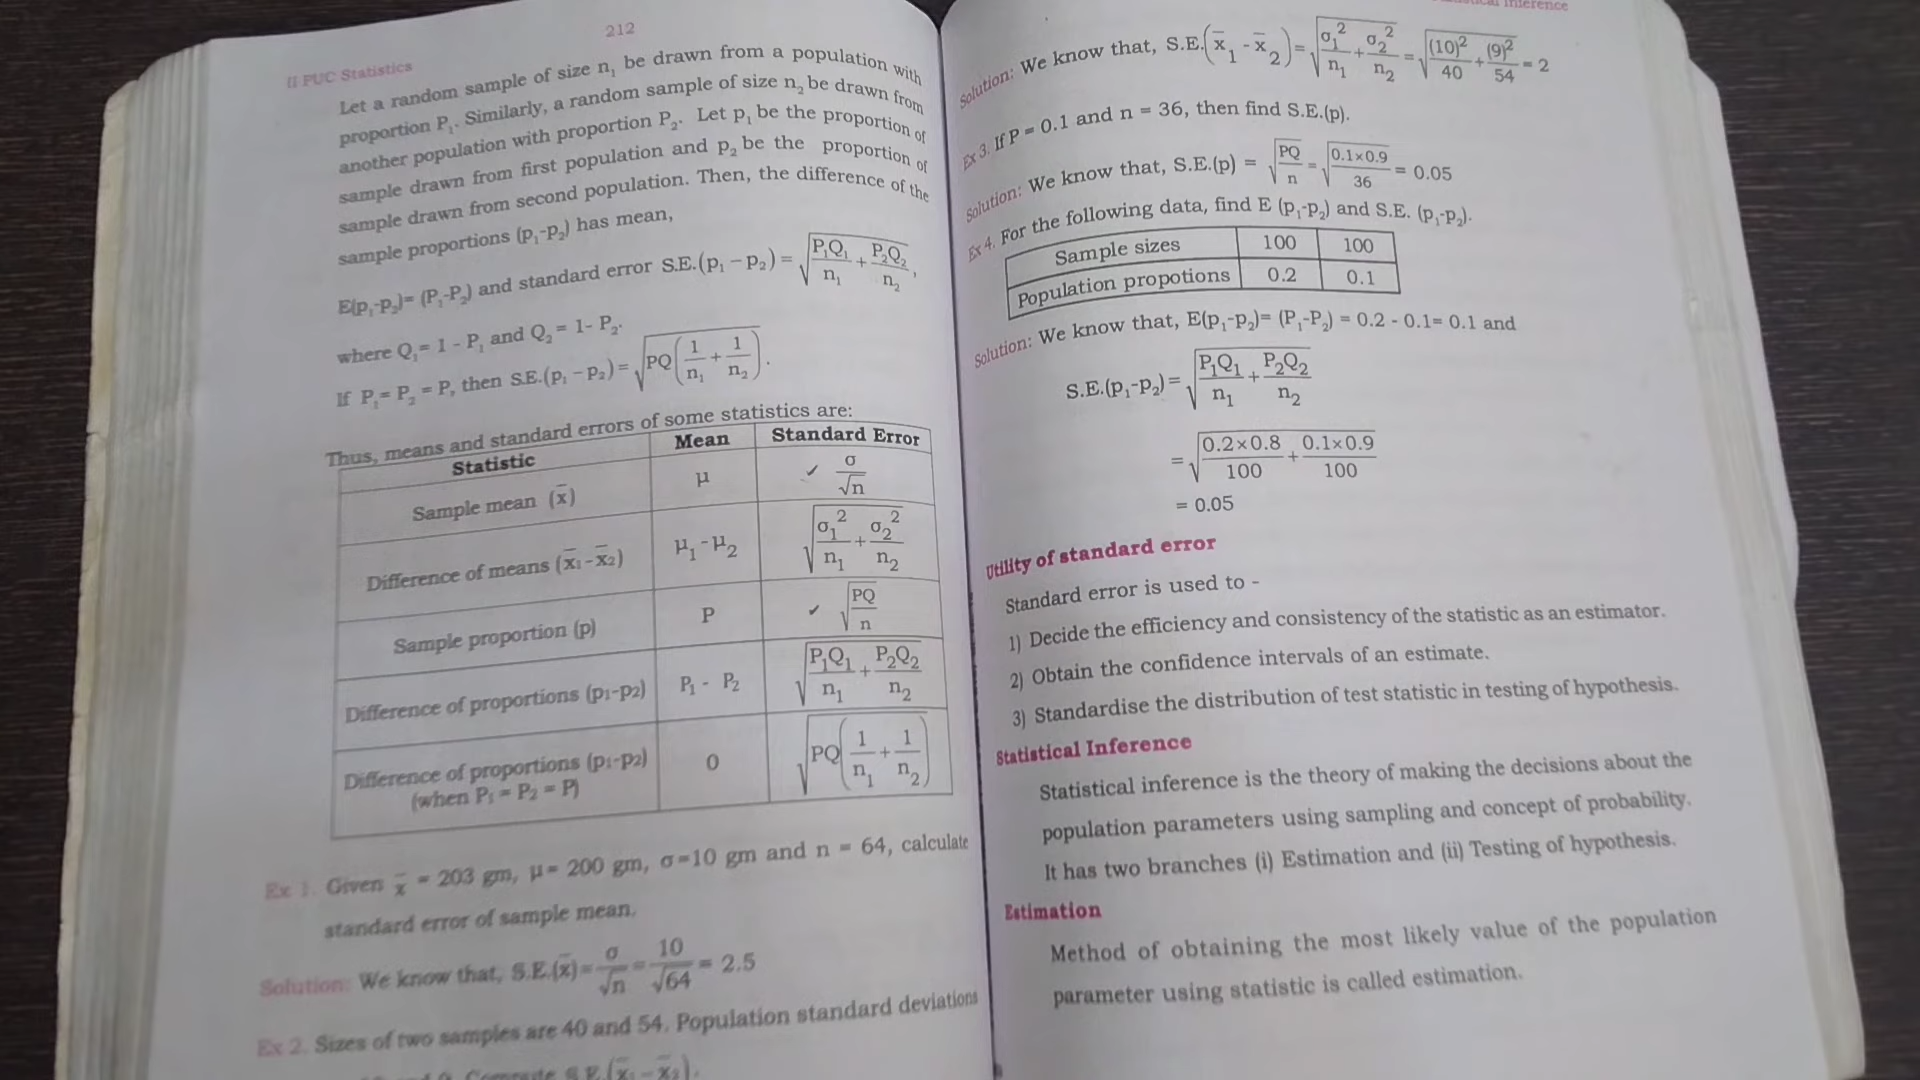 212
II PUC Statistics
Let a random sample of size n₁ be drawn from a population with
proportion P₁. Similarly, a random sample of size n₂ be drawn from
another population with proportion P₂. Let p₁ be the proportion of
sample drawn from first population and p₂ be the proportion of
sample drawn from second population. Then, the difference of the
sample proportions (p₁-p₂) has mean,
E(p₁-p₂)= (P₁-P₂) and standard error S.E.(p₁ – p₂) = √(P₁Q₁/n₁ + P₂Q₂/n₂),
where Q₁= 1 - P₁ and Q₂ = 1- P₂.
If P₁= P₂ = P, then S.E.(p₁ – p₂) = √(PQ(1/n₁ + 1/n₂)).
Thus, means and standard errors of some statistics are:
Statistic Mean Standard Error
Sample mean (x̄) μ ✓ σ/√n
Difference of means (x̄₁–x̄₂) μ₁-μ₂ √(σ₁²/n₁ + σ₂²/n₂)
Sample proportion (p) P ✓ √(PQ/n)
Difference of proportions (p₁-p₂) P₁ - P₂ √(P₁Q₁/n₁ + P₂Q₂/n₂)
Difference of proportions (p₁-p₂) 0 √(PQ(1/n₁ + 1/n₂))
(when P₁ = P₂ = P)
Ex 1. Given x̄ = 203 gm, μ= 200 gm, σ=10 gm and n = 64, calculate
standard error of sample mean.
Solution: We know that, S.E.(x̄)= σ/√n = 10/√64 = 2.5
Ex 2. Sizes of two samples are 40 and 54. Population standard deviations
Compute S.E.(x̄₁ – x̄₂).
Inference
Solution: We know that, S.E.(x̄₁ - x̄₂) = √(σ₁²/n₁ + σ₂²/n₂) = √((10)²/40 + (9)²/54) = 2
Ex 3. If P = 0.1 and n = 36, then find S.E.(p).
Solution: We know that, S.E.(p) = √(PQ/n) = √(0.1×0.9/36) = 0.05
Ex 4. For the following data, find E (p₁-p₂) and S.E. (p₁-p₂).
Sample sizes 100 100
Population propotions 0.2 0.1
Solution: We know that, E(p₁-p₂)= (P₁-P₂) = 0.2 - 0.1= 0.1 and
S.E.(p₁-p₂)= √(P₁Q₁/n₁ + P₂Q₂/n₂)
= √(0.2×0.8/100 + 0.1×0.9/100)
= 0.05
Utility of standard error
Standard error is used to -
1) Decide the efficiency and consistency of the statistic as an estimator.
2) Obtain the confidence intervals of an estimate.
3) Standardise the distribution of test statistic in testing of hypothesis.
Statistical Inference
Statistical inference is the theory of making the decisions about the
population parameters using sampling and concept of probability.
It has two branches (i) Estimation and (ii) Testing of hypothesis.
Estimation
Method of obtaining the most likely value of the population
parameter using statistic is called estimation.